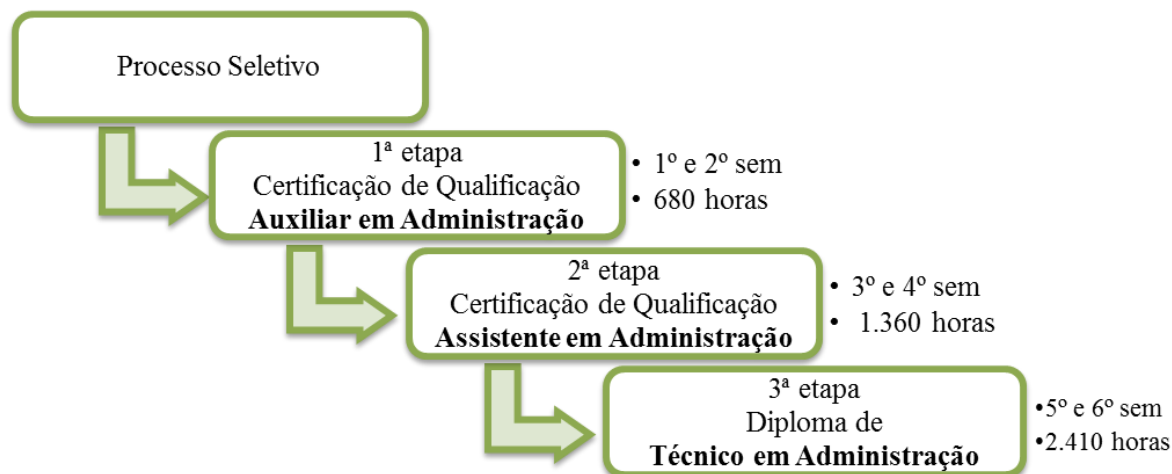 Processo Seletivo
1ª etapa
Certificação de Qualificação
Auxiliar em Administração
• 1º e 2º sem
• 680 horas
2ª etapa
Certificação de Qualificação
Assistente em Administração
• 3º e 4º sem
• 1.360 horas
3ª etapa
Diploma de
Técnico em Administração
•5º e 6º sem
•2.410 horas